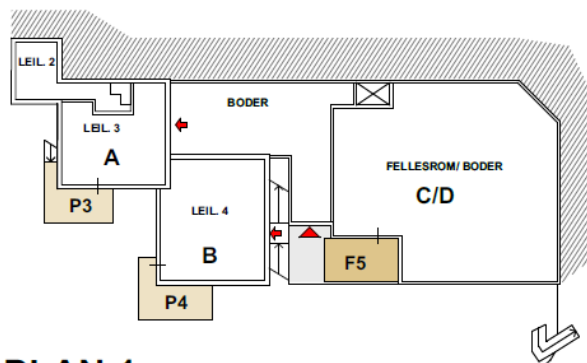 LEIL. 2
BODER
LEIL. 3
A
FELLESROM/ BODER
C/D
P3
LEIL. 4
B
F5
P4